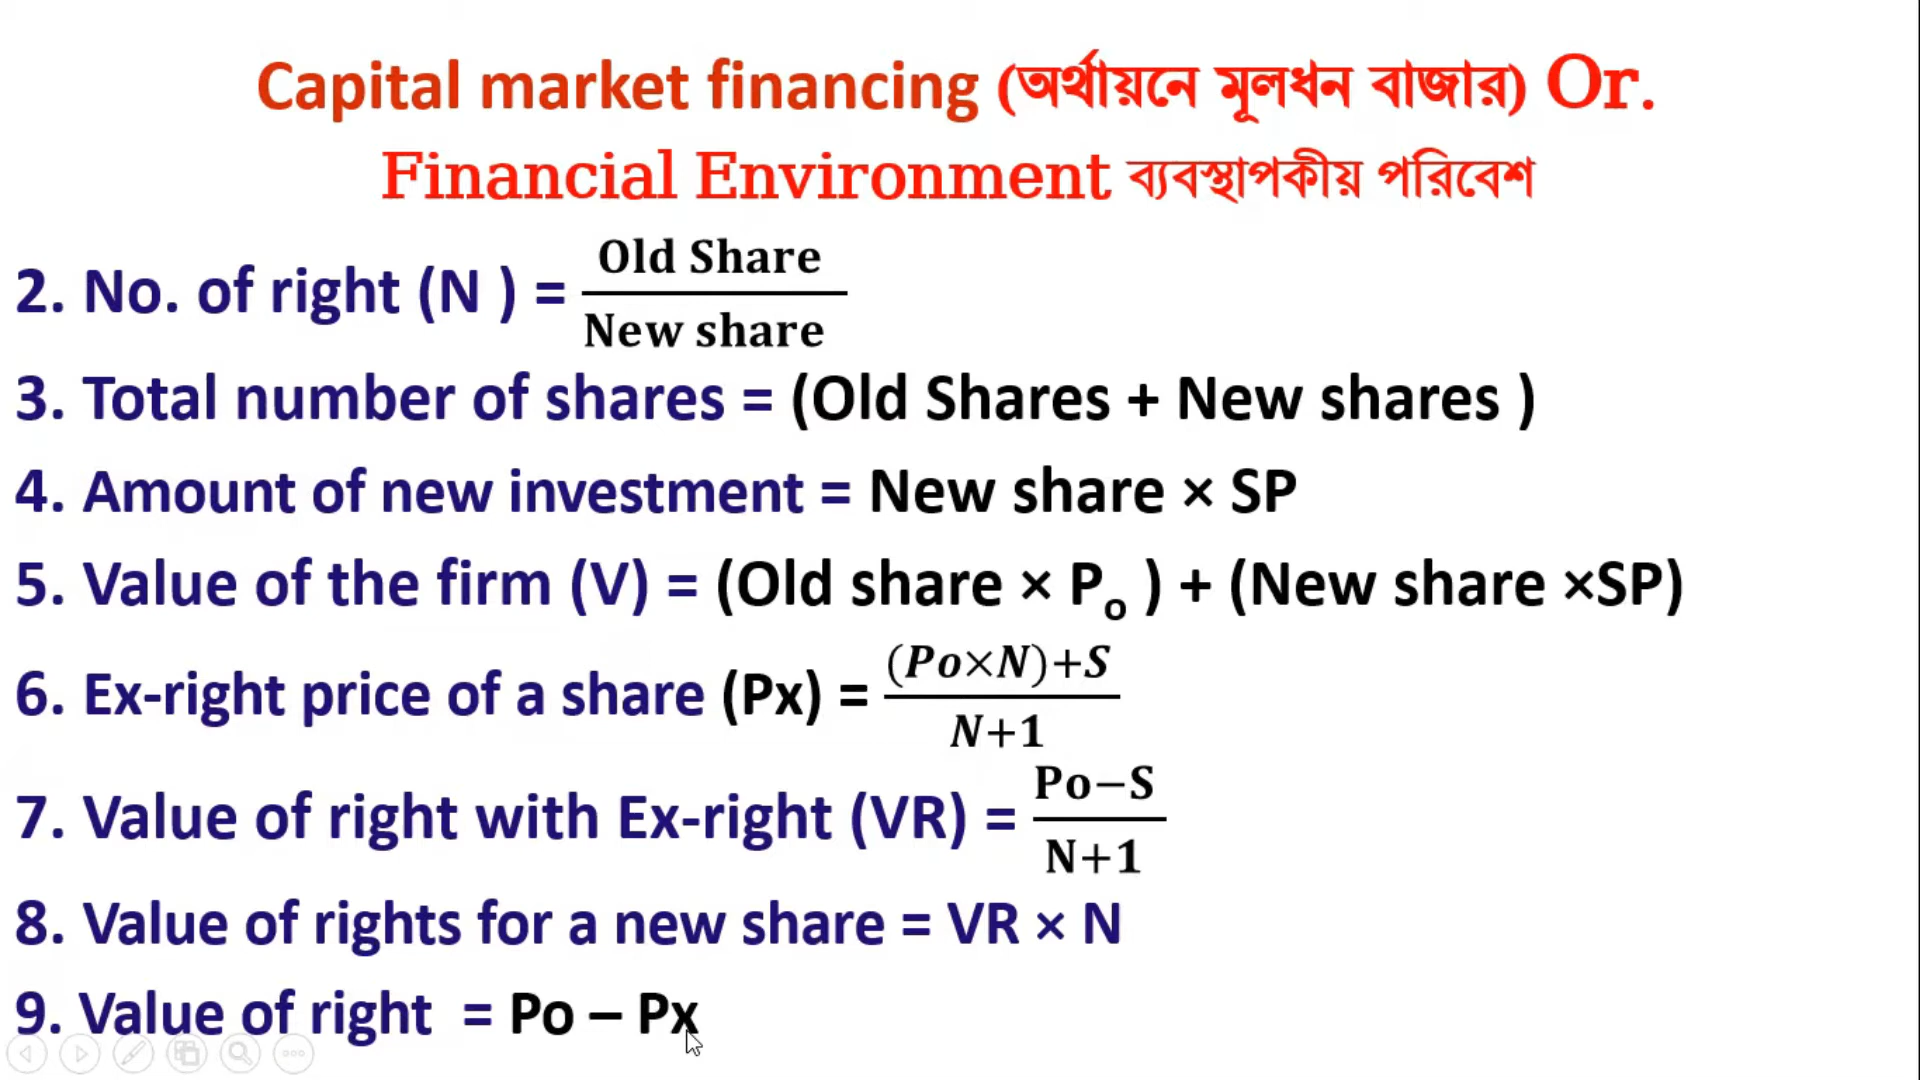 Capital market financing (অর্থায়নে মূলধন বাজার) Or.
Financial Environment ব্যবস্থাপকীয় পরিবেশ
2. No. of right (N ) = Old Share / New share
3. Total number of shares = (Old Shares + New shares )
4. Amount of new investment = New share × SP
5. Value of the firm (V) = (Old share × Pₒ ) + (New share ×SP)
6. Ex-right price of a share (Px) = (Po×N)+S / N+1
7. Value of right with Ex-right (VR) = Po−S / N+1
8. Value of rights for a new share = VR × N
9. Value of right = Po – Px